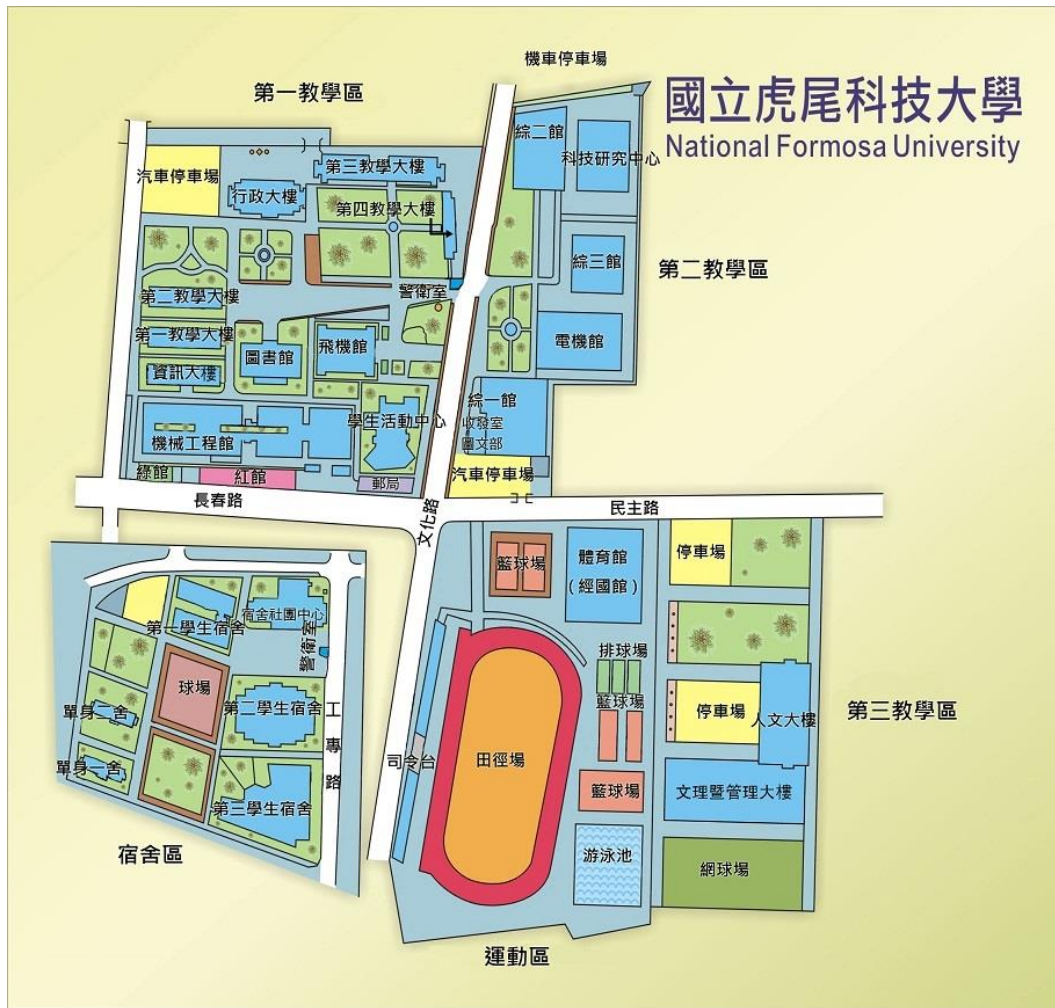 機車停車場
國立虎尾科技大學
National Formosa University
第一教學區
綜二館
科技研究中心
汽車停車場
第三教學大樓
行政大樓
第四教學大樓
綜三館
第二教學區
警衛室
第二教學大樓
第一教學大樓
圖書館
飛機館
電機館
資訊大樓
學生活動中心
綜一館
收發室
圖文部
機械工程館
綠館
紅館
郵局
汽車停車場
長春路
文化路
民主路
籃球場
體育館
(經國館)
停車場
宿舍社團中心
第一學生宿舍
警衛室
排球場
籃球場
球場
第二學生宿舍
單身二舍
工專路
停車場
人文大樓
第三教學區
單身一舍
司令台
田徑場
籃球場
文理暨管理大樓
第三學生宿舍
宿舍區
游泳池
網球場
運動區